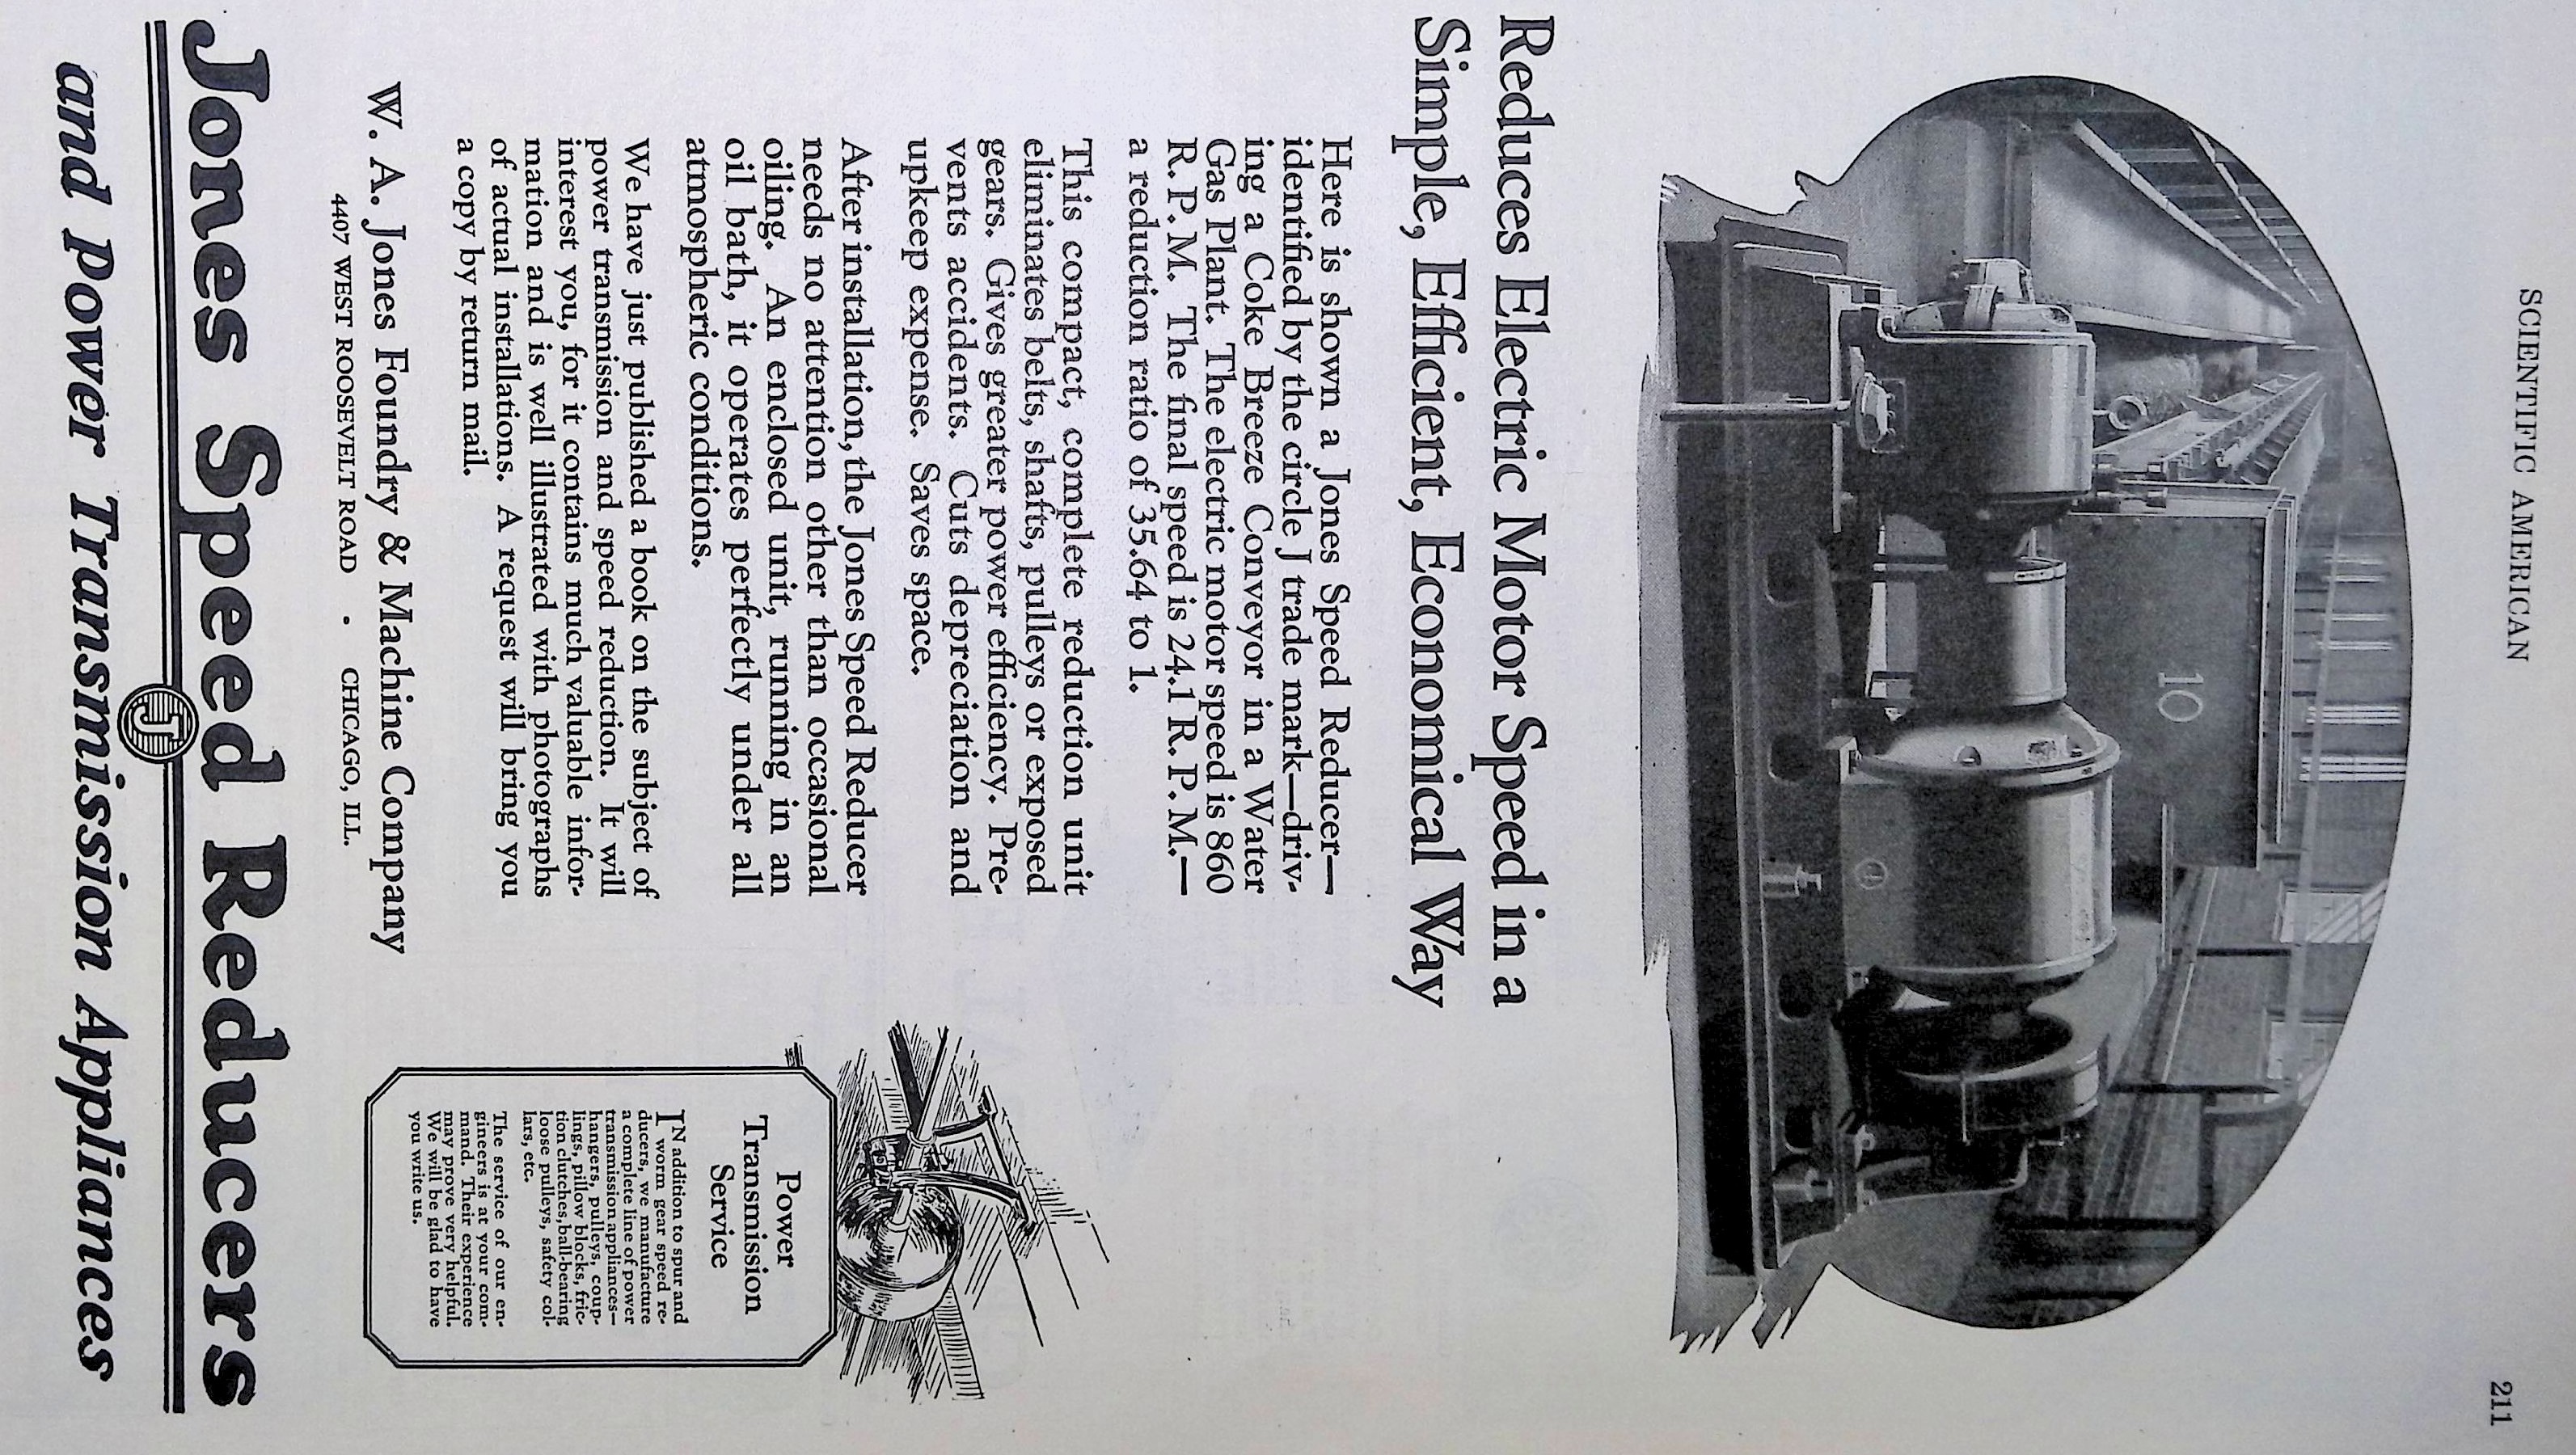 SCIENTIFIC AMERICAN
211
10
J
Reduces Electric Motor Speed in a
Simple, Efficient, Economical Way
Here is shown a Jones Speed Reducer—
identified by the circle J trade mark—driv-
ing a Coke Breeze Conveyor in a Water
Gas Plant. The electric motor speed is 860
R. P. M. The final speed is 24.1 R. P. M.—
a reduction ratio of 35.64 to 1.
This compact, complete reduction unit
eliminates belts, shafts, pulleys or exposed
gears. Gives greater power efficiency. Pre-
vents accidents. Cuts depreciation and
upkeep expense. Saves space.
After installation, the Jones Speed Reducer
needs no attention other than occasional
oiling. An enclosed unit, running in an
oil bath, it operates perfectly under all
atmospheric conditions.
We have just published a book on the subject of
power transmission and speed reduction. It will
interest you, for it contains much valuable infor-
mation and is well illustrated with photographs
of actual installations. A request will bring you
a copy by return mail.
W. A. Jones Foundry & Machine Company
4407 WEST ROOSEVELT ROAD • CHICAGO, ILL.
Power
Transmission
Service
IN addition to spur and
worm gear speed re-
ducers, we manufacture
a complete line of power
transmission appliances—
hangers, pulleys, coup-
lings, pillow blocks, fric-
tion clutches, ball-bearing
loose pulleys, safety col-
lars, etc.
The service of our en-
gineers is at your com-
mand. Their experience
may prove very helpful.
We will be glad to have
you write us.
Jones Speed Reducers
J
and Power Transmission Appliances